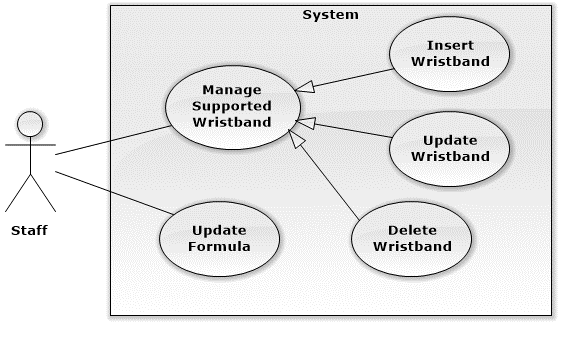 System
Insert
Wristband
Manage
Supported
Wristband
Update
Wristband
Staff
Update
Formula
Delete
Wristband